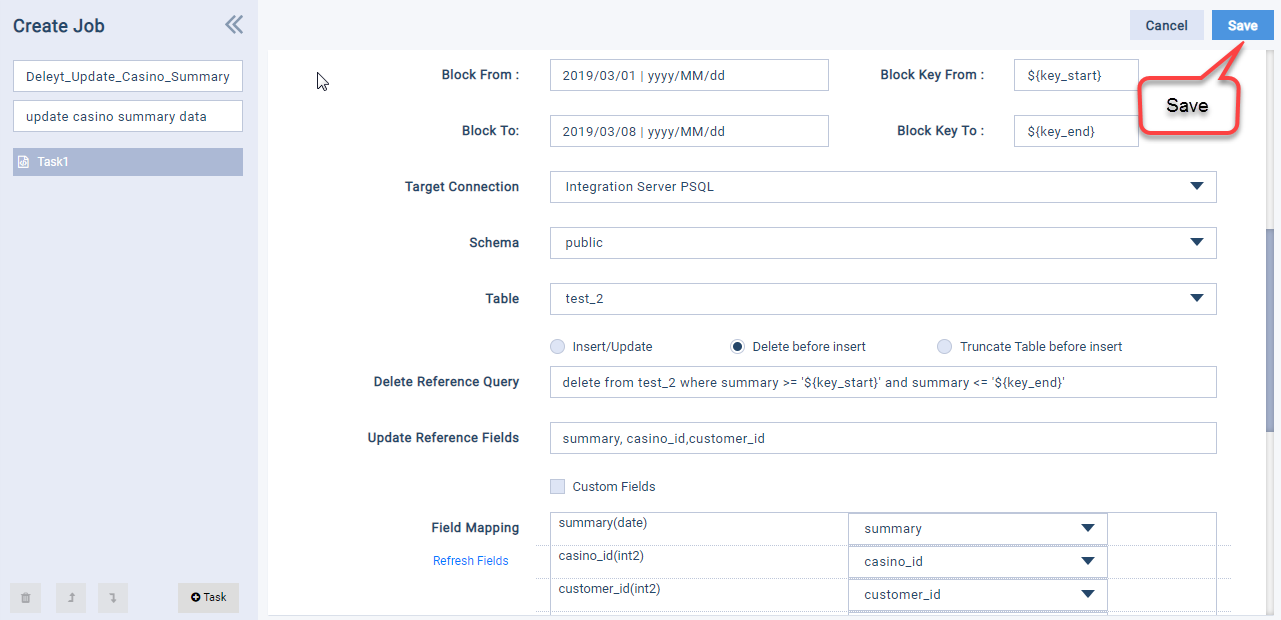 Create Job
Cancel
Save
Deleyt_Update_Casino_Summary
update casino summary data
Task1
Save
Block From :
2019/03/01 | yyyy/MM/dd
Block Key From :
${key_start}
Block To:
2019/03/08 | yyyy/MM/dd
Block Key To :
${key_end}
Target Connection
Integration Server PSQL
Schema
public
Table
test_2
Insert/Update
Delete before insert
Truncate Table before insert
Delete Reference Query
delete from test_2 where summary >= '${key_start}' and summary <= '${key_end}'
Update Reference Fields
summary, casino_id,customer_id
Custom Fields
Field Mapping
Refresh Fields
summary(date)
summary
casino_id(int2)
casino_id
customer_id(int2)
customer_id
Task